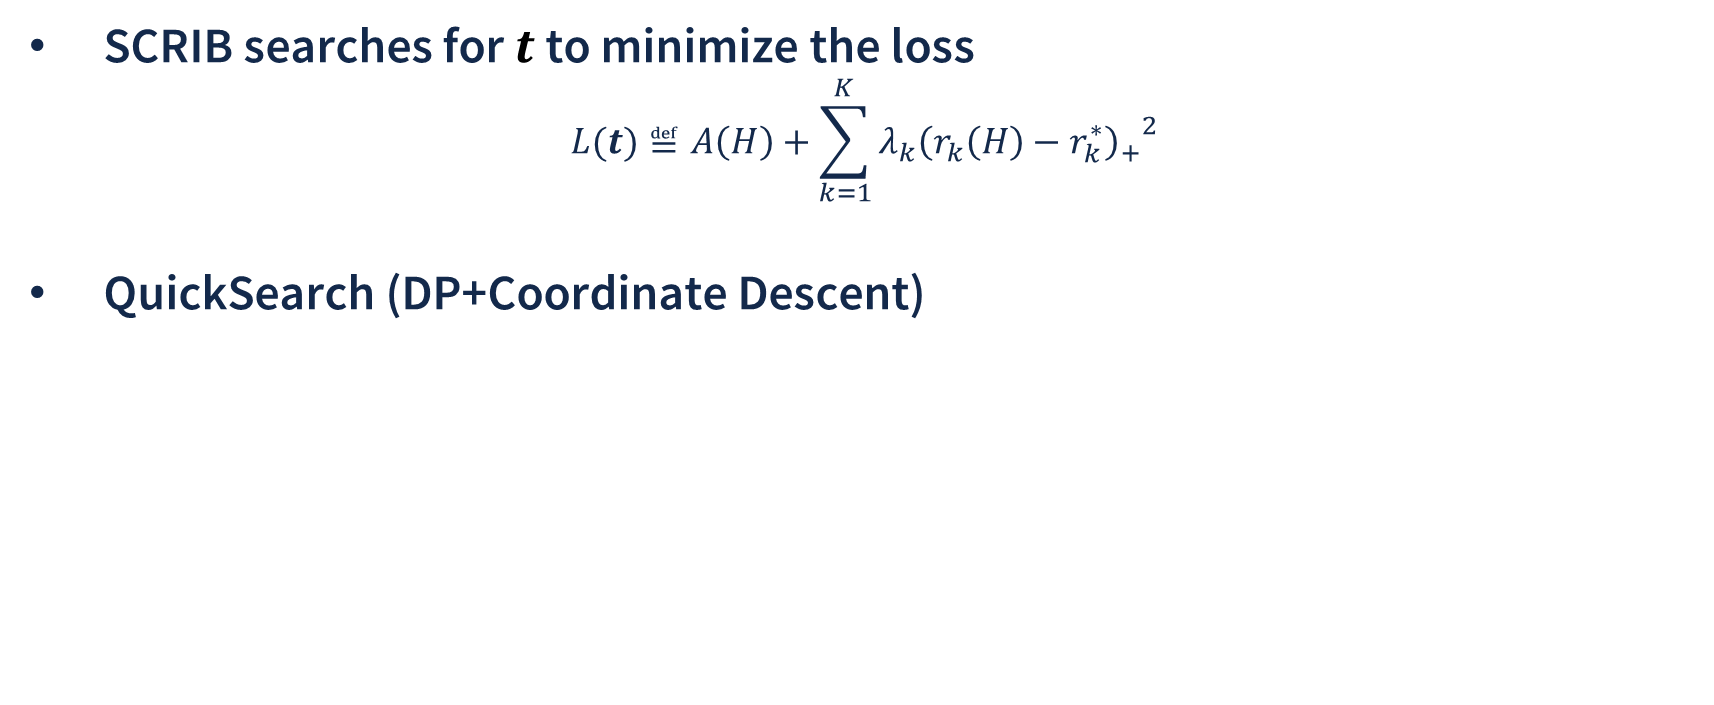 • SCRIB searches for t to minimize the loss
L(t) ≝ A(H) + ∑_{k=1}^{K} λ_k(r_k(H) − r_k^*)_+^2
• QuickSearch (DP+Coordinate Descent)